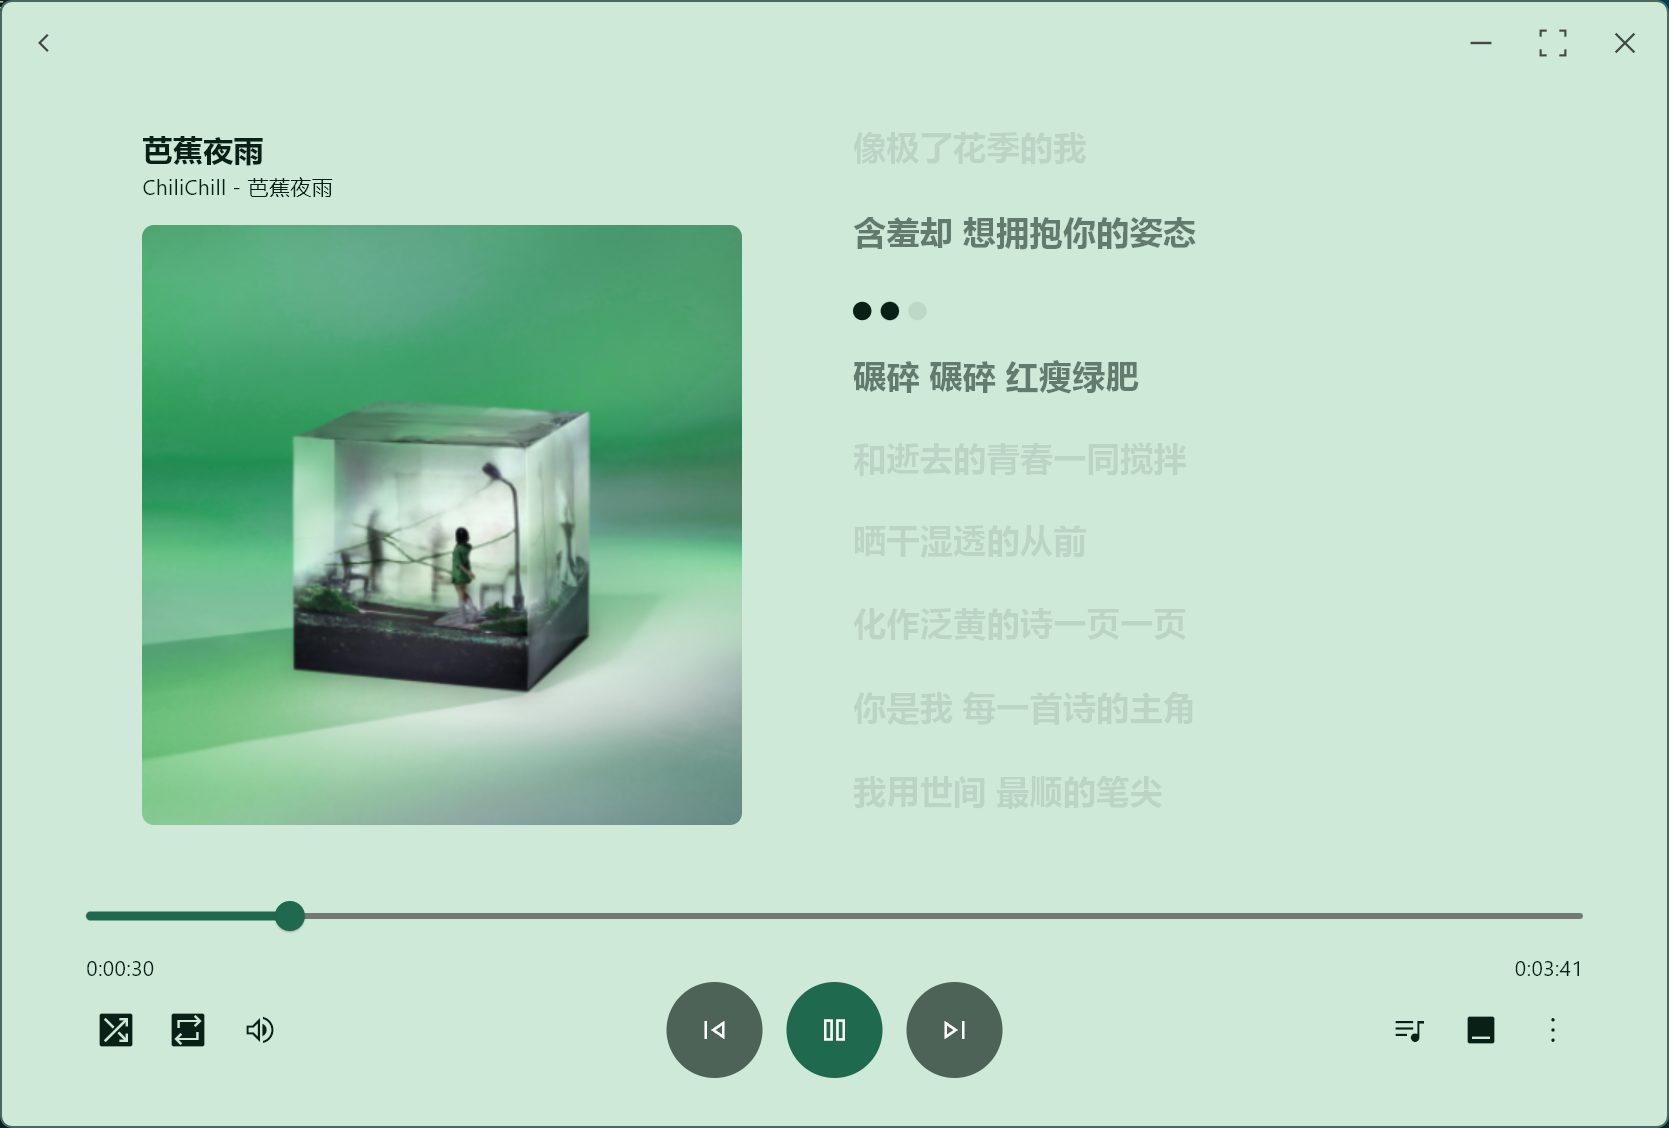 芭蕉夜雨
ChiliChill - 芭蕉夜雨
像极了花季的我
含羞却 想拥抱你的姿态
碾碎 碾碎 红瘦绿肥
和逝去的青春一同搅拌
晒干湿透的从前
化作泛黄的诗一页一页
你是我 每一首诗的主角
我用世间 最顺的笔尖
0:00:30
0:03:41